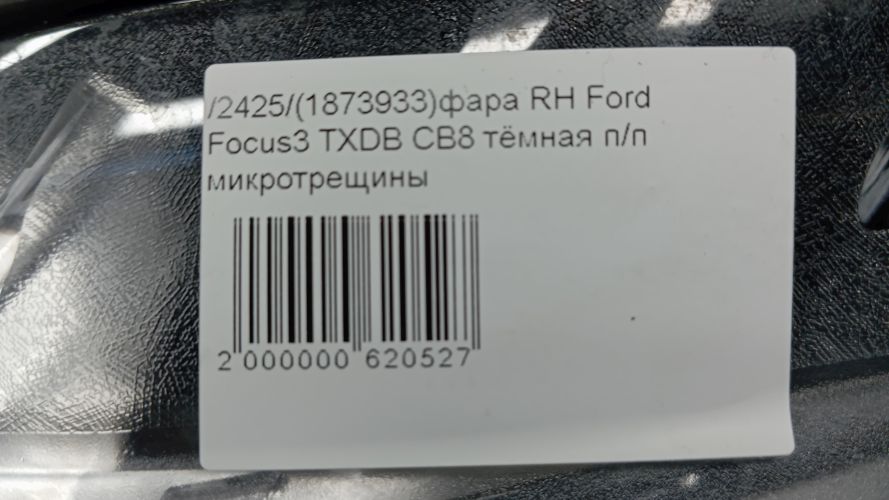 /2425/(1873933)фара RH Ford
Focus3 TXDB CB8 тёмная п/п
микротрещины
2 000000 620527